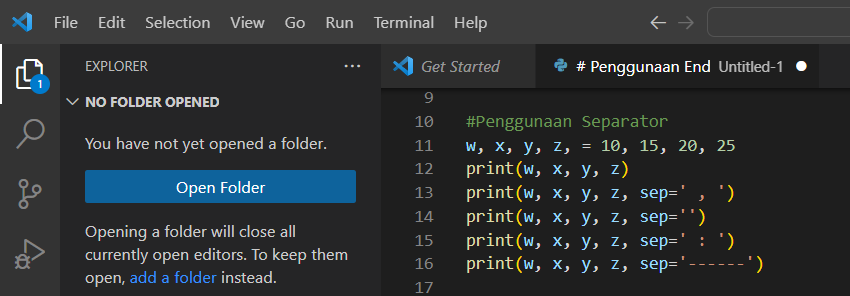 File Edit Selection View Go Run Terminal Help
EXPLORER
NO FOLDER OPENED
You have not yet opened a folder.
Open Folder
Opening a folder will close all
currently open editors. To keep them
open, add a folder instead.
1
Get Started
# Penggunaan End Untitled-1
9
10 #Penggunaan Separator
11 w, x, y, z, = 10, 15, 20, 25
12 print(w, x, y, z)
13 print(w, x, y, z, sep=' , ')
14 print(w, x, y, z, sep='')
15 print(w, x, y, z, sep=' : ')
16 print(w, x, y, z, sep='------')
17